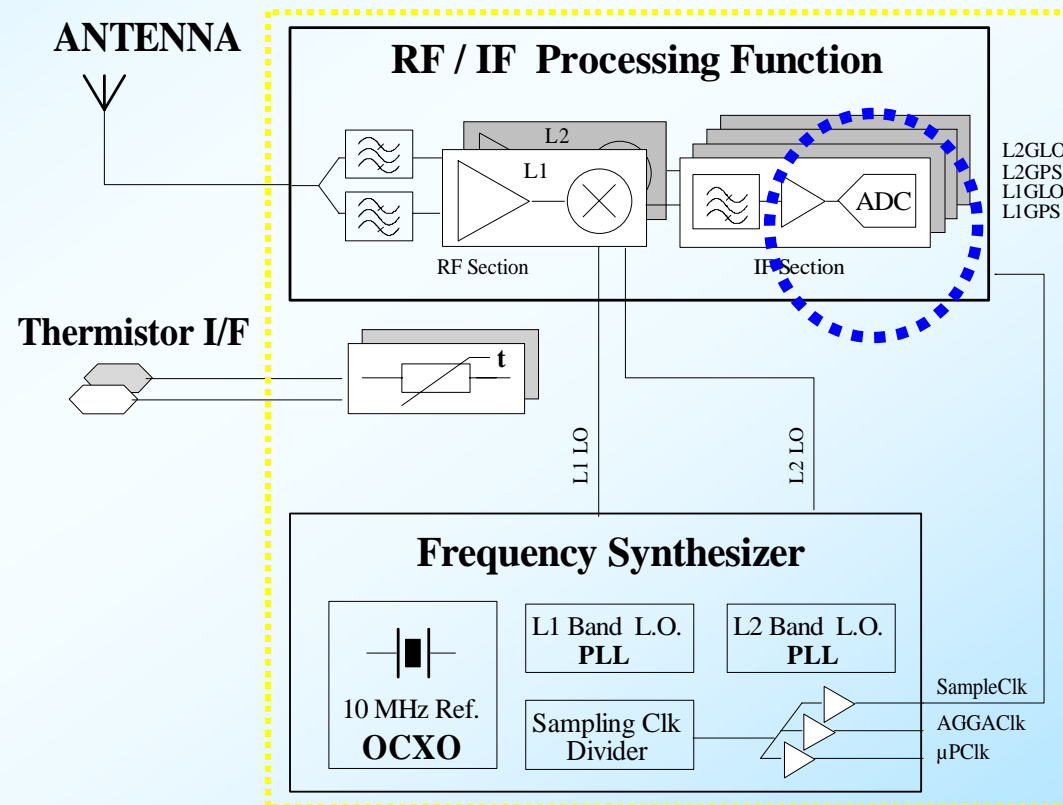 ANTENNA
RF / IF Processing Function
L2
L1
ADC
L2GLO
L2GPS
L1GLO
L1GPS
RF Section
IF Section
Thermistor I/F
t
L1 LO
L2 LO
Frequency Synthesizer
10 MHz Ref.
OCXO
L1 Band L.O.
PLL
L2 Band L.O.
PLL
Sampling Clk
Divider
SampleClk
AGGAClk
µPClk